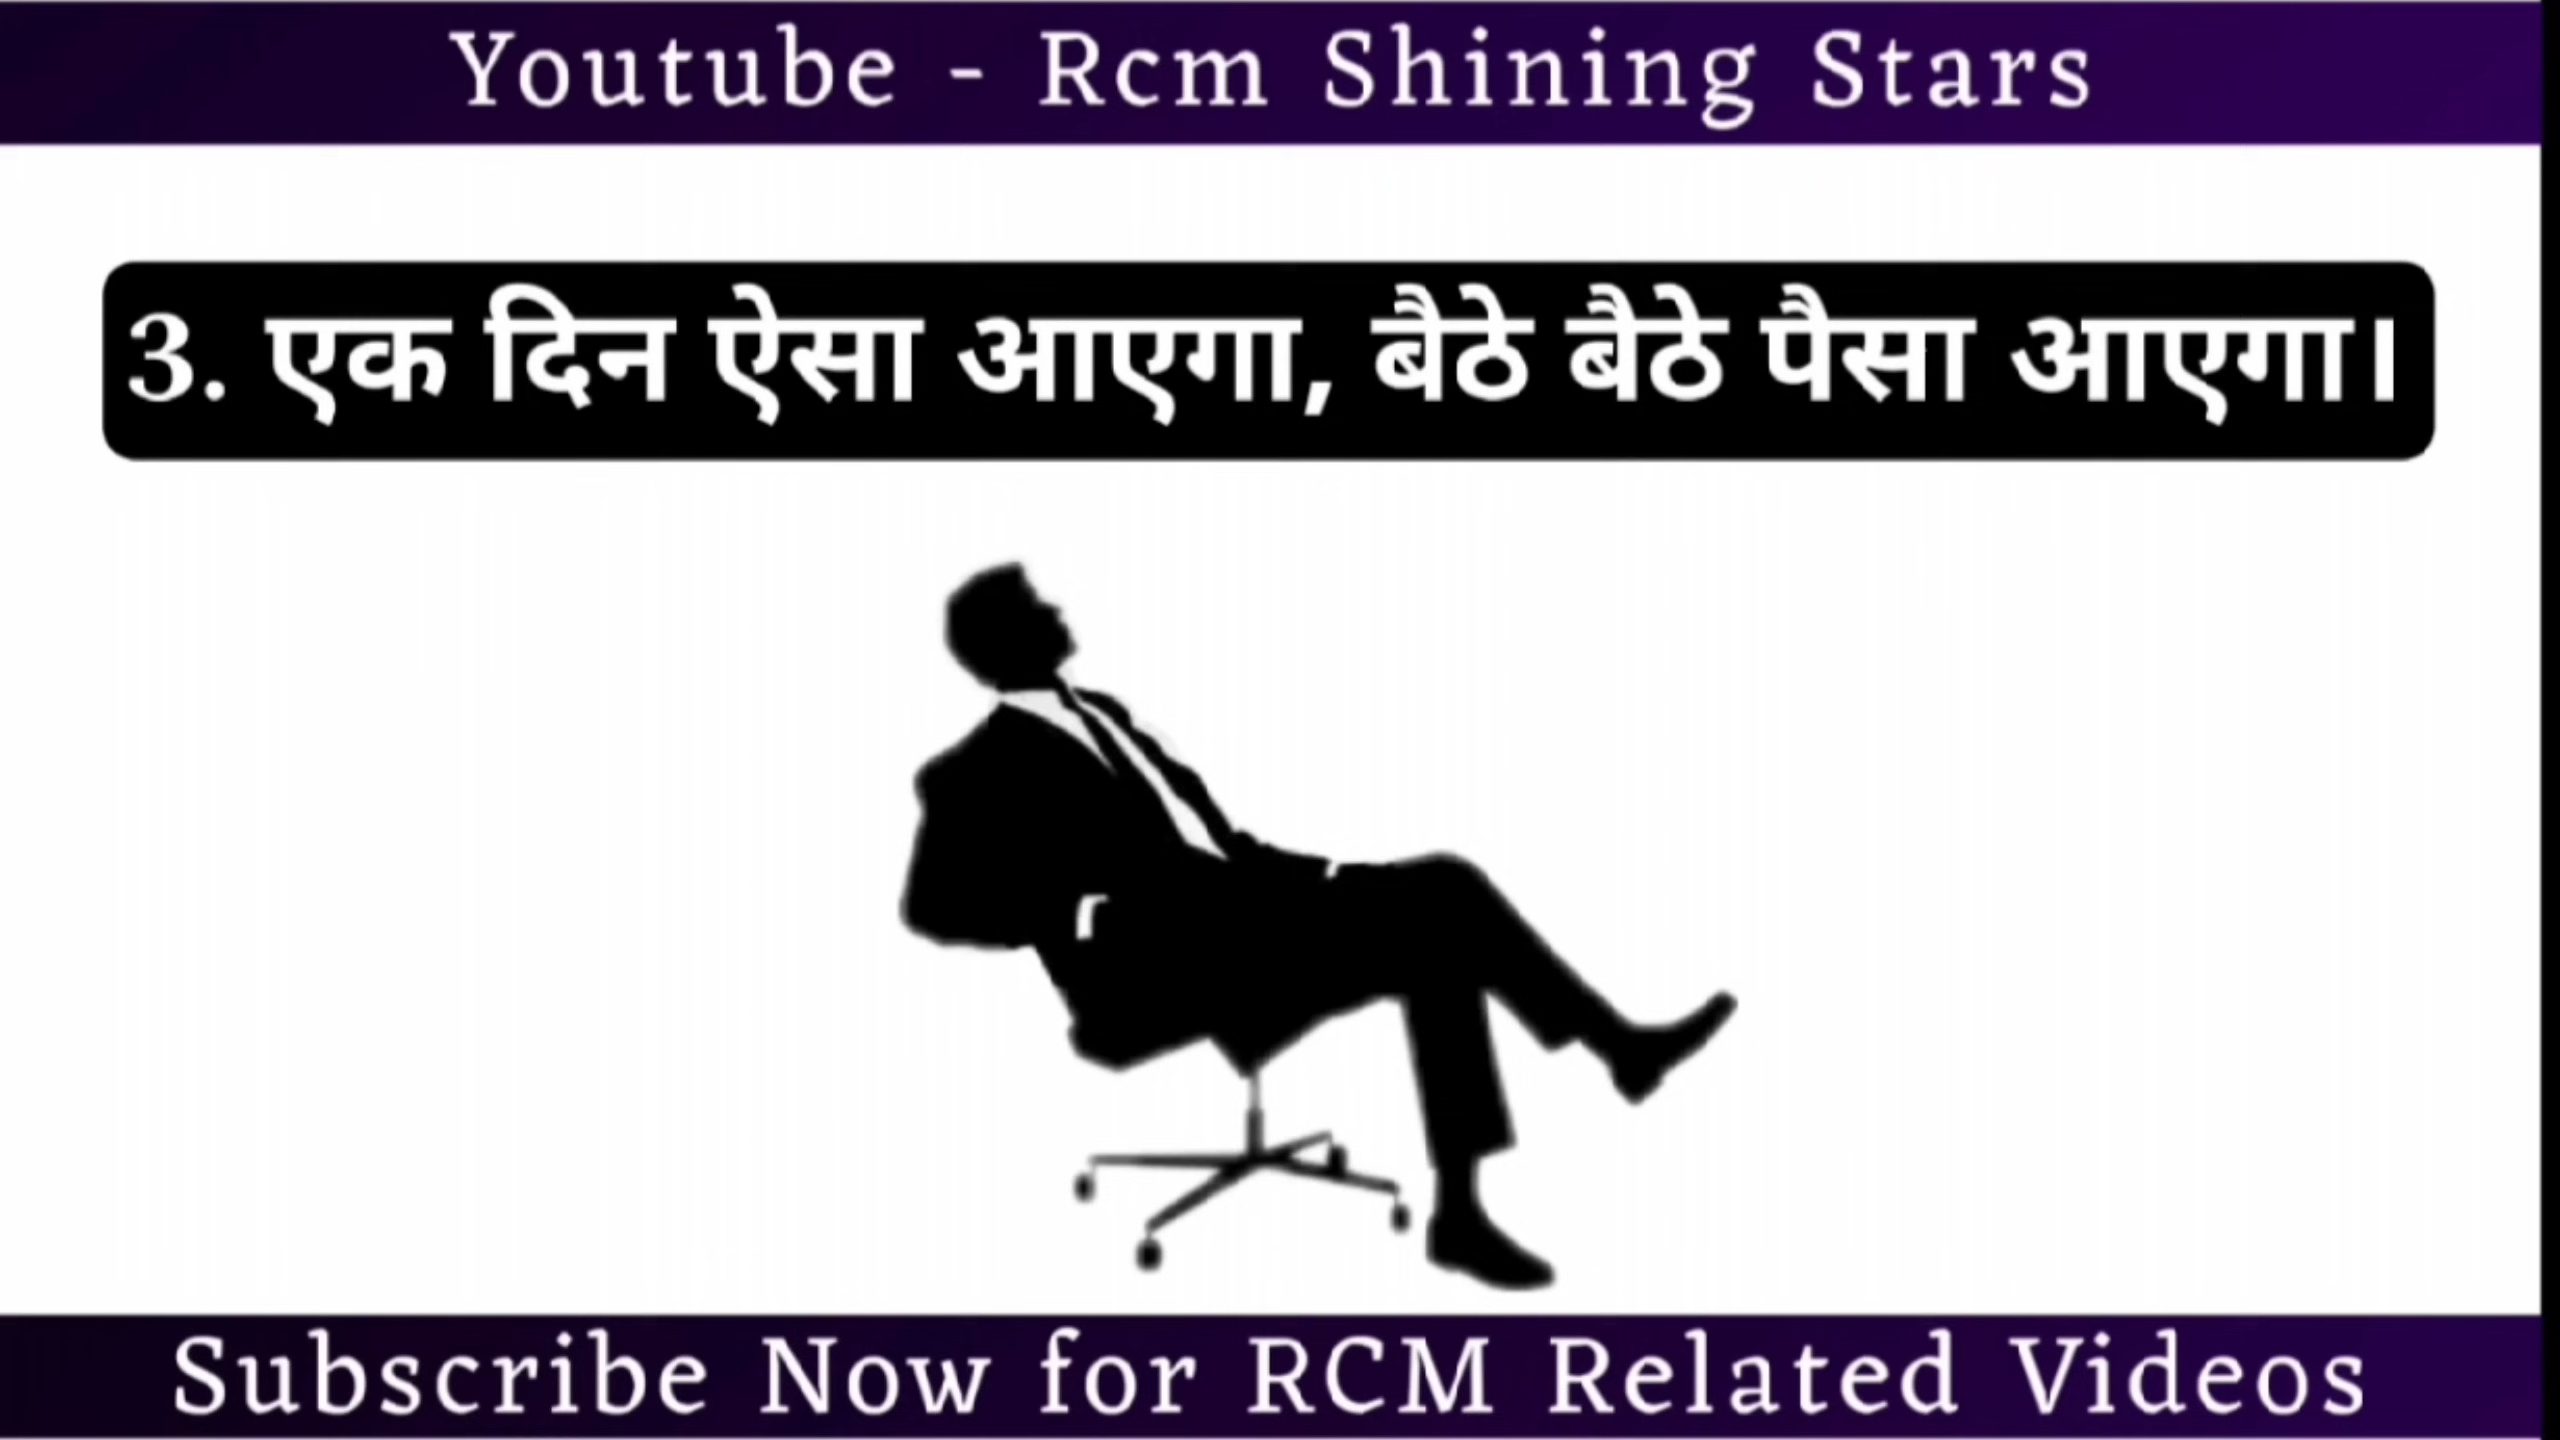 Youtube - Rcm Shining Stars
3. एक दिन ऐसा आएगा, बैठे बैठे पैसा आएगा।
Subscribe Now for RCM Related Videos